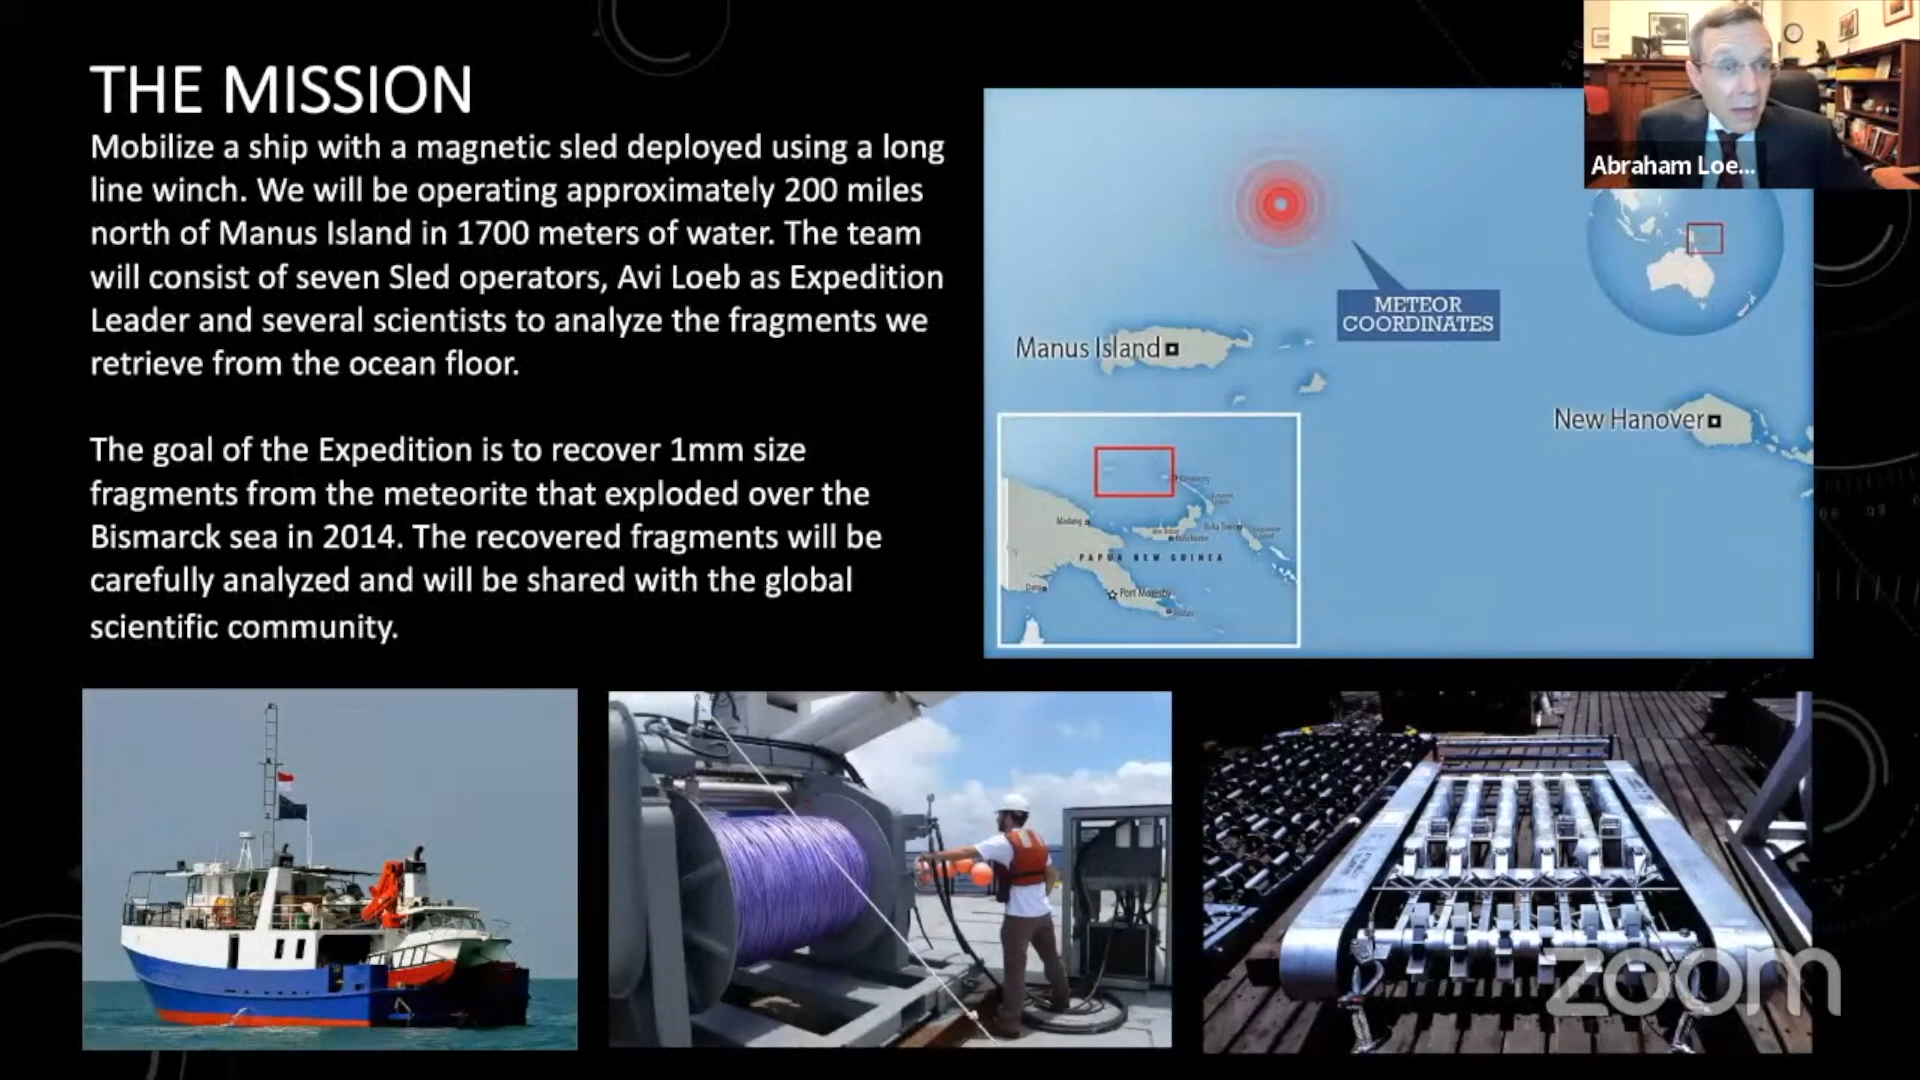 THE MISSION
Mobilize a ship with a magnetic sled deployed using a long
line winch. We will be operating approximately 200 miles
north of Manus Island in 1700 meters of water. The team
will consist of seven Sled operators, Avi Loeb as Expedition
Leader and several scientists to analyze the fragments we
retrieve from the ocean floor.
The goal of the Expedition is to recover 1mm size
fragments from the meteorite that exploded over the
Bismarck sea in 2014. The recovered fragments will be
carefully analyzed and will be shared with the global
scientific community.
Abraham Loe...
METEOR
COORDINATES
Manus Island
New Hanover
Madang
PAPUA NEW GUINEA
Port Moresby
zoom